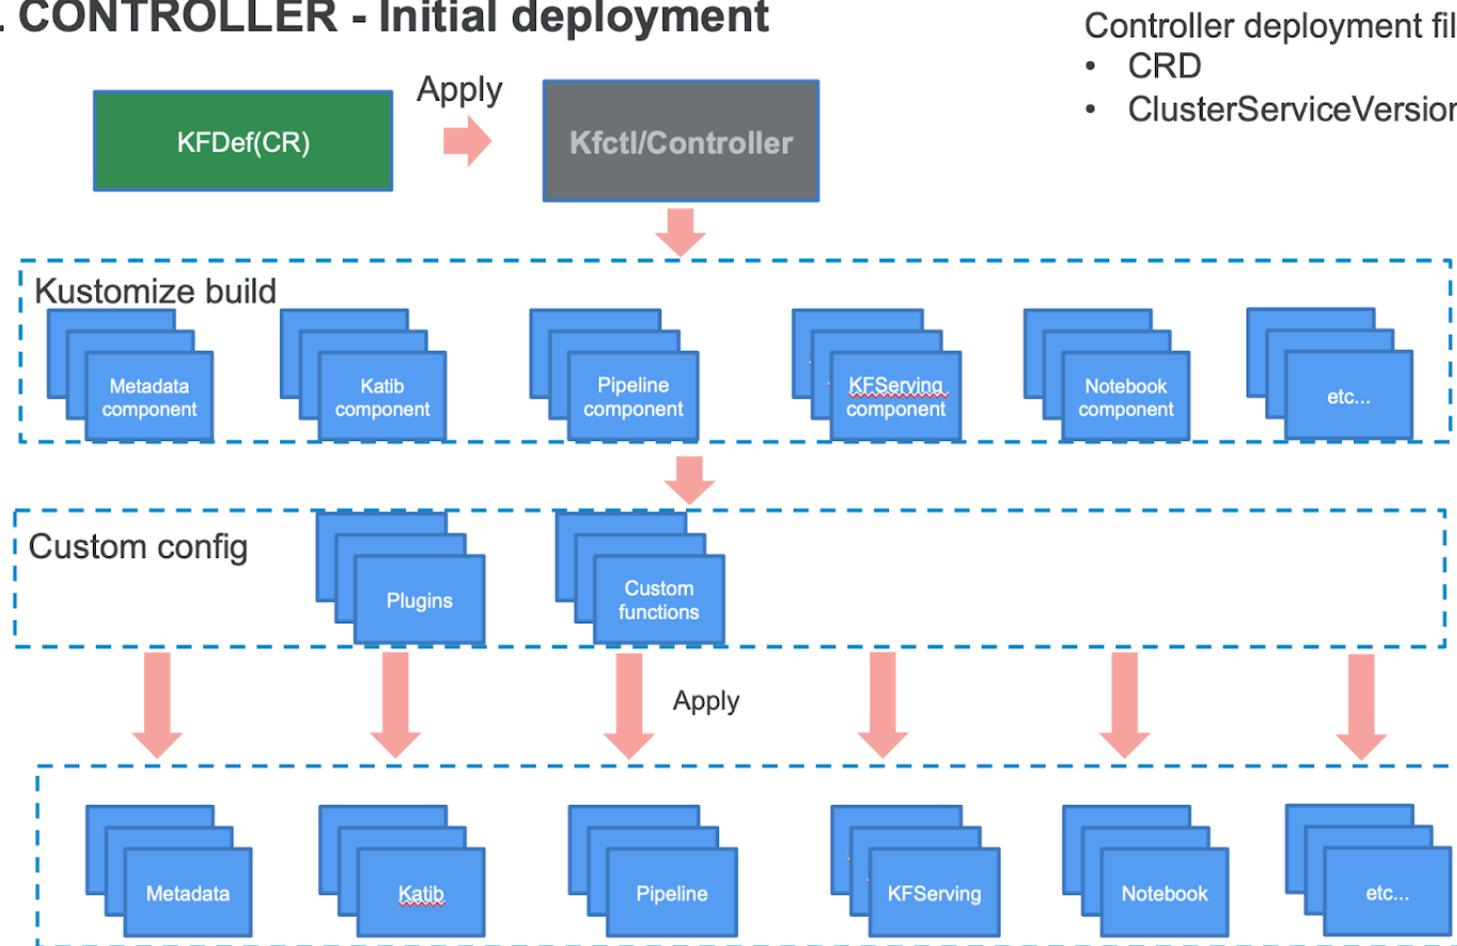 CONTROLLER - Initial deployment
Controller deployment
• CRD
• ClusterServiceVersion
Apply
KFDef(CR)
Kfctl/Controller
Kustomize build
Metadata
component
Katib
component
Pipeline
component
KFServing
component
Notebook
component
etc...
Custom config
Plugins
Custom
functions
Apply
Metadata
Katib
Pipeline
KFServing
Notebook
etc...